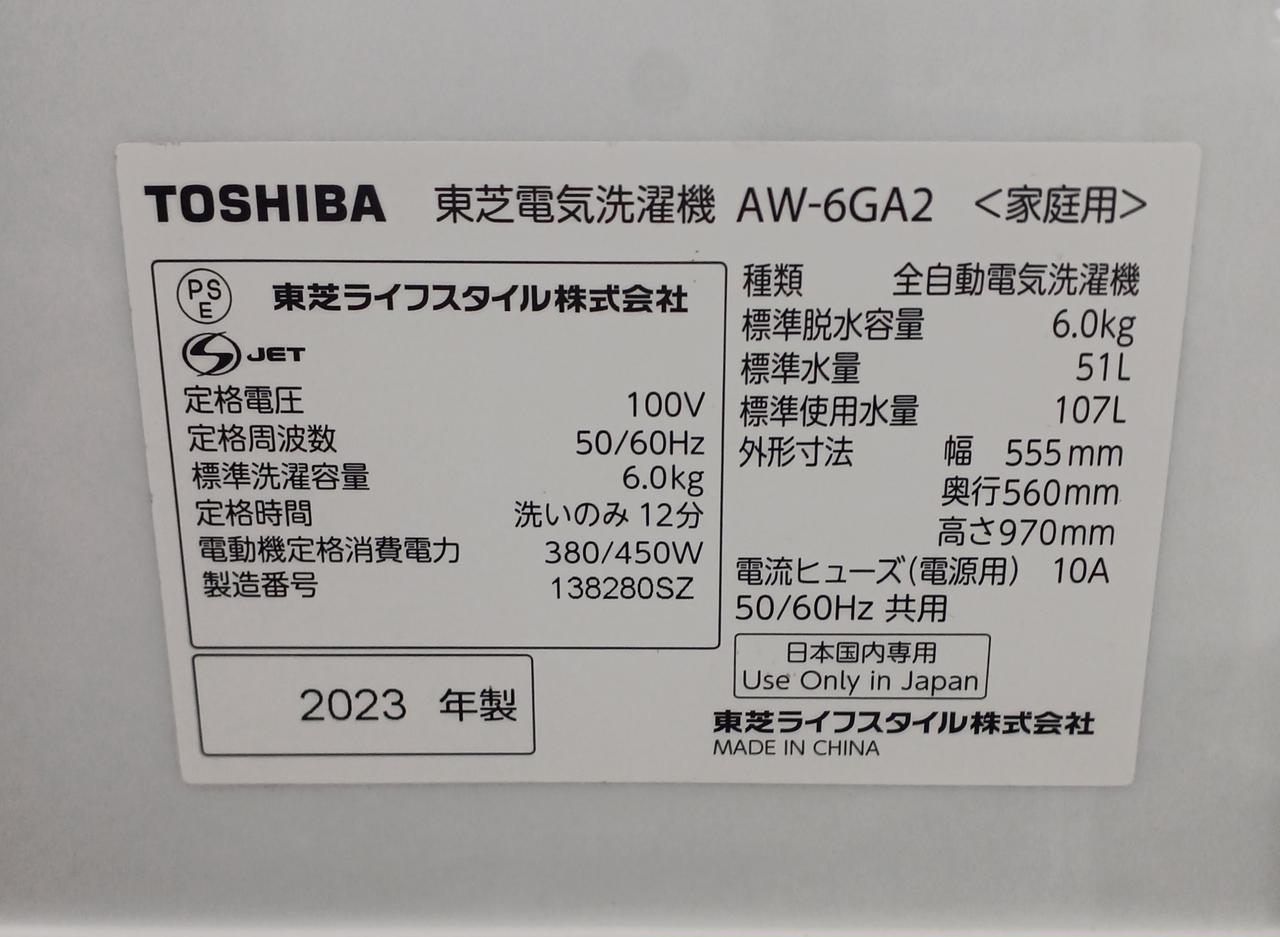 TOSHIBA 東芝電気洗濯機 AW-6GA2 <家庭用>
PSE 東芝ライフスタイル株式会社
S JET
定格電圧 100V
定格周波数 50/60Hz
標準洗濯容量 6.0kg
定格時間 洗いのみ 12分
電動機定格消費電力 380/450W
製造番号 138280SZ
2023 年製
種類 全自動電気洗濯機
標準脱水容量 6.0kg
標準水量 51L
標準使用水量 107L
外形寸法 幅 555mm
奥行560mm
高さ970mm
電流ヒューズ(電源用) 10A
50/60Hz 共用
日本国内専用
Use Only in Japan
東芝ライフスタイル株式会社
MADE IN CHINA